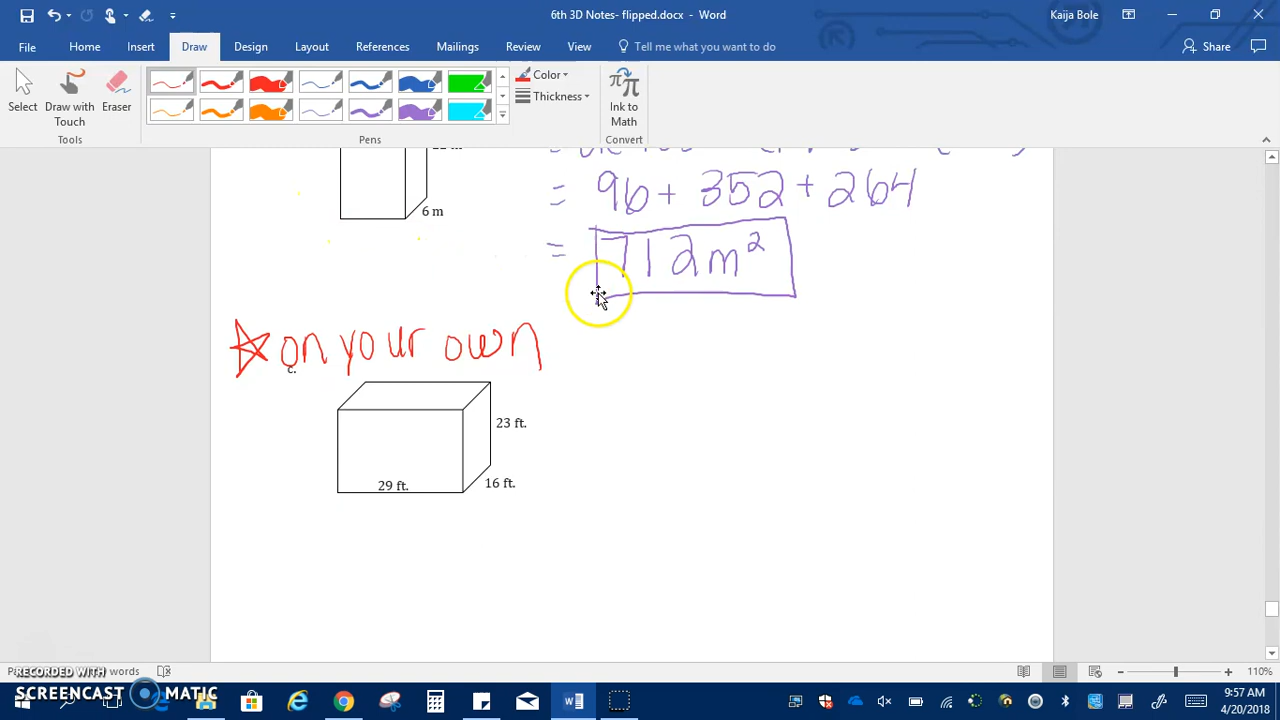 6th 3D Notes- flipped.docx - Word
Kaija Bole
File Home Insert Draw Design Layout References Mailings Review View Tell me what you want to do Share
Select Draw with Touch Eraser
Color
Thickness
Ink to Math
Tools Pens Convert
= 96 + 352 + 264
6 m
= 712 m²
on your own
c.
23 ft.
29 ft. 16 ft.
words 110%
RECORDED WITH
SCREENCAST MATIC
9:57 AM
4/20/2018